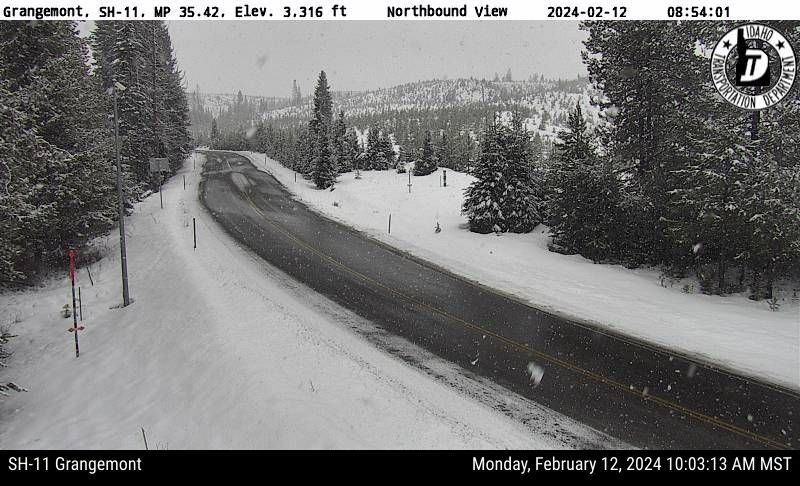 Grangemont, SH-11, MP 35.42, Elev. 3,316 ft Northbound View 2024-02-12 08:54:01
IDAHO
TRANSPORTATION DEPARTMENT
SH-11 Grangemont Monday, February 12, 2024 10:03:13 AM MST